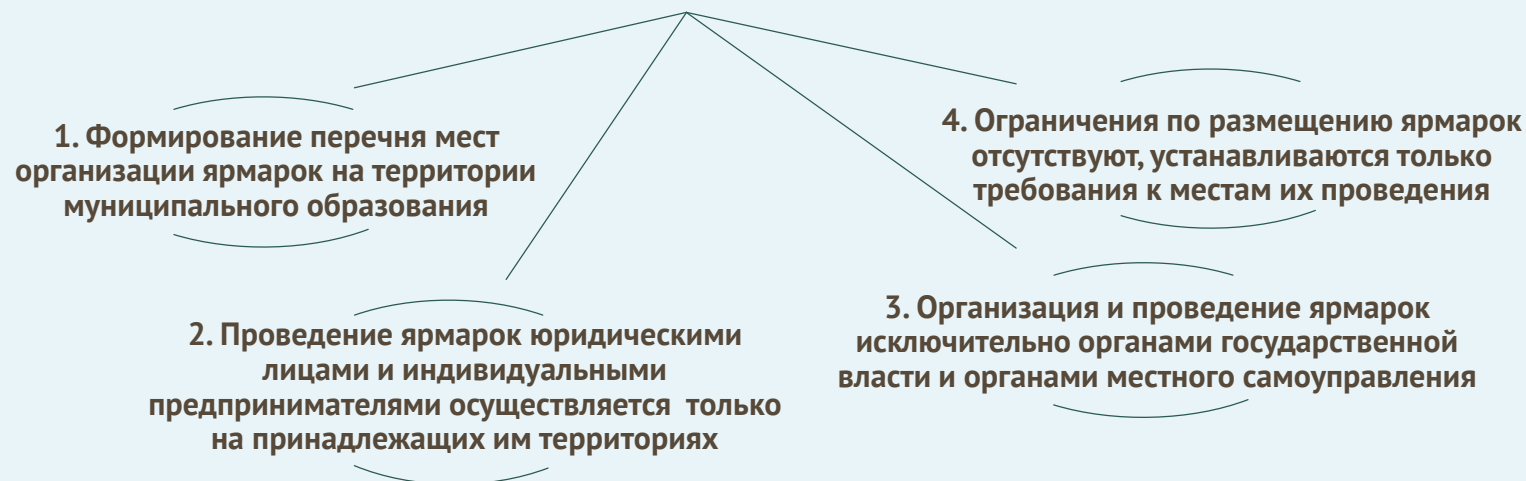 1. Формирование перечня мест
организации ярмарок на территории
муниципального образования
2. Проведение ярмарок юридическими
лицами и индивидуальными
предпринимателями осуществляется только
на принадлежащих им территориях
3. Организация и проведение ярмарок
исключительно органами государственной
власти и органами местного самоуправления
4. Ограничения по размещению ярмарок
отсутствуют, устанавливаются только
требования к местам их проведения